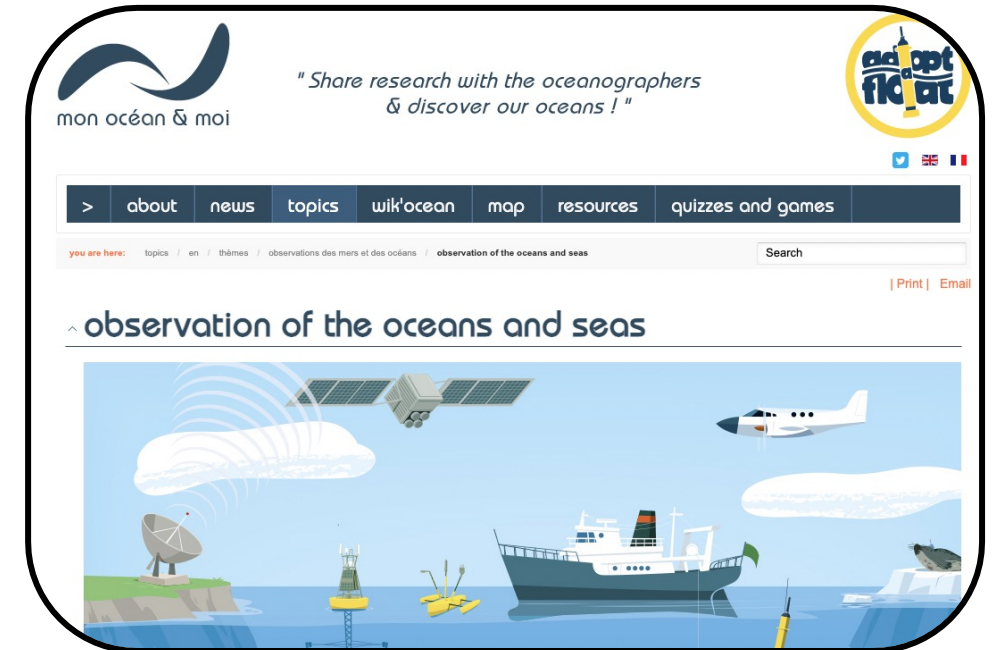 mon océan & moi
" Share research with the oceanographers
& discover our oceans ! "
adopt
a
float
> about news topics wik'ocean map resources quizzes and games
you are here: topics / en / thèmes / observations des mers et des océans / observation of the oceans and seas
Search
| Print | Email
observation of the oceans and seas